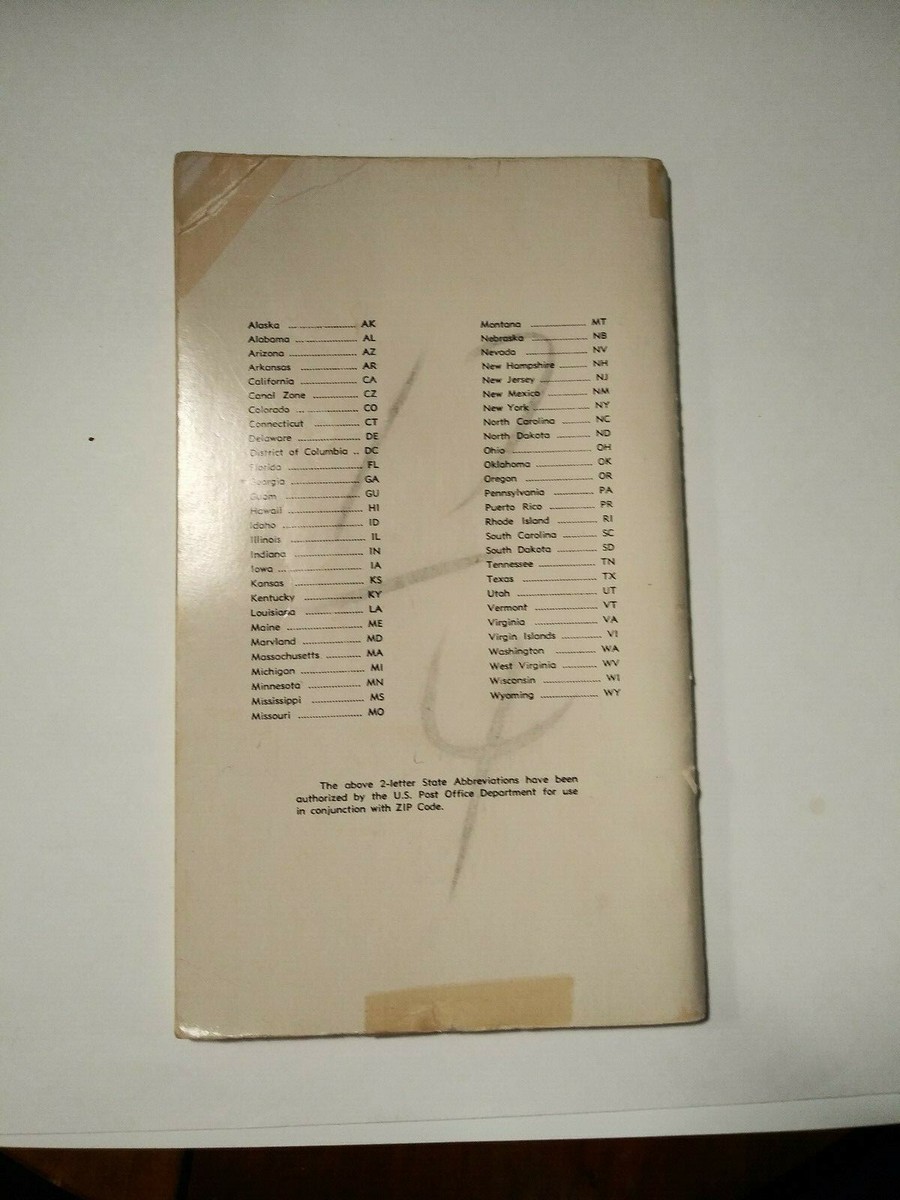 Alaska ........ AK
Alabama ........ AL
Arizona ........ AZ
Arkansas ........ AR
California ........ CA
Canal Zone ........ CZ
Colorado ........ CO
Connecticut ........ CT
Delaware ........ DE
District of Columbia .. DC
Florida ........ FL
Georgia ........ GA
Guam ........ GU
Hawaii ........ HI
Idaho ........ ID
Illinois ........ IL
Indiana ........ IN
Iowa ........ IA
Kansas ........ KS
Kentucky ........ KY
Louisiana ........ LA
Maine ........ ME
Maryland ........ MD
Massachusetts ........ MA
Michigan ........ MI
Minnesota ........ MN
Mississippi ........ MS
Missouri ........ MO
Montana ........ MT
Nebraska ........ NB
Nevada ........ NV
New Hampshire ........ NH
New Jersey ........ NJ
New Mexico ........ NM
New York ........ NY
North Carolina ........ NC
North Dakota ........ ND
Ohio ........ OH
Oklahoma ........ OK
Oregon ........ OR
Pennsylvania ........ PA
Puerto Rico ........ PR
Rhode Island ........ RI
South Carolina ........ SC
South Dakota ........ SD
Tennessee ........ TN
Texas ........ TX
Utah ........ UT
Vermont ........ VT
Virginia ........ VA
Virgin Islands ........ VI
Washington ........ WA
West Virginia ........ WV
Wisconsin ........ WI
Wyoming ........ WY
The above 2-letter State Abbreviations have been
authorized by the U.S. Post Office Department for use
in conjunction with ZIP Code.